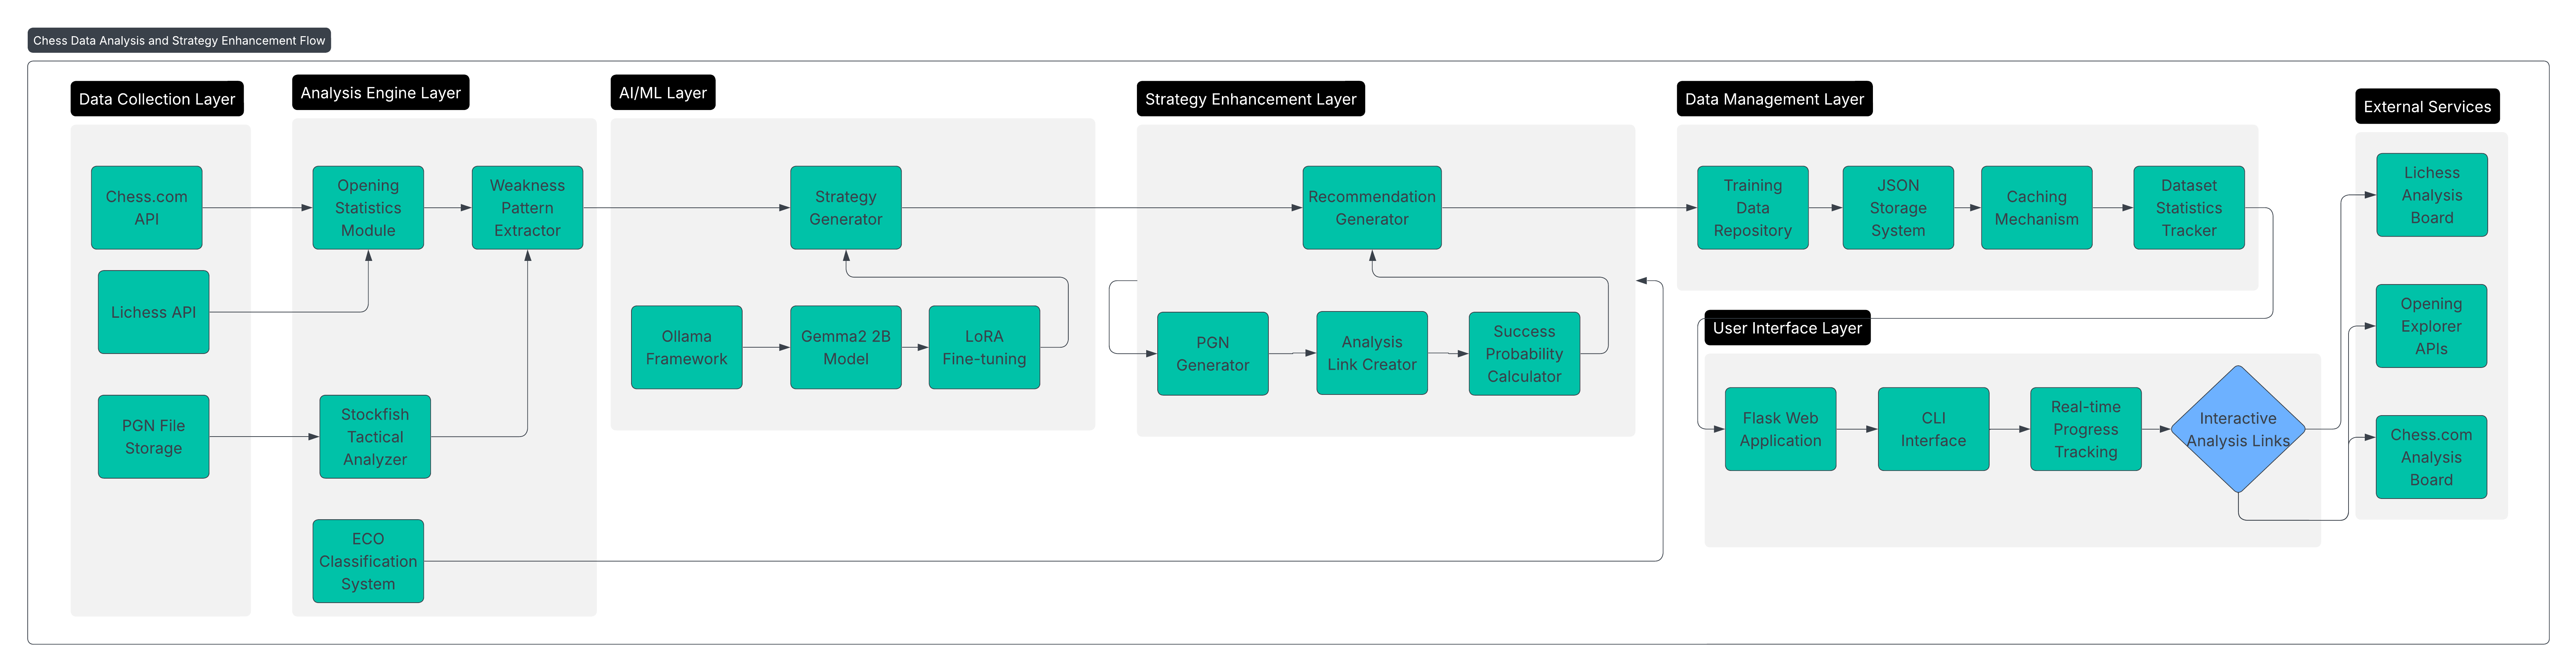 Chess Data Analysis and Strategy Enhancement Flow
Data Collection Layer
Chess.com
API
Lichess API
PGN File
Storage
Analysis Engine Layer
Opening
Statistics
Module
Weakness
Pattern
Extractor
Stockfish
Tactical
Analyzer
ECO
Classification
System
AI/ML Layer
Strategy
Generator
Ollama
Framework
Gemma2 2B
Model
LoRA
Fine-tuning
Strategy Enhancement Layer
Recommendation
Generator
PGN
Generator
Analysis
Link Creator
Success
Probability
Calculator
Data Management Layer
Training
Data
Repository
JSON
Storage
System
Caching
Mechanism
Dataset
Statistics
Tracker
User Interface Layer
Flask Web
Application
CLI
Interface
Real-time
Progress
Tracking
Interactive
Analysis Links
External Services
Lichess
Analysis
Board
Opening
Explorer
APIs
Chess.com
Analysis
Board